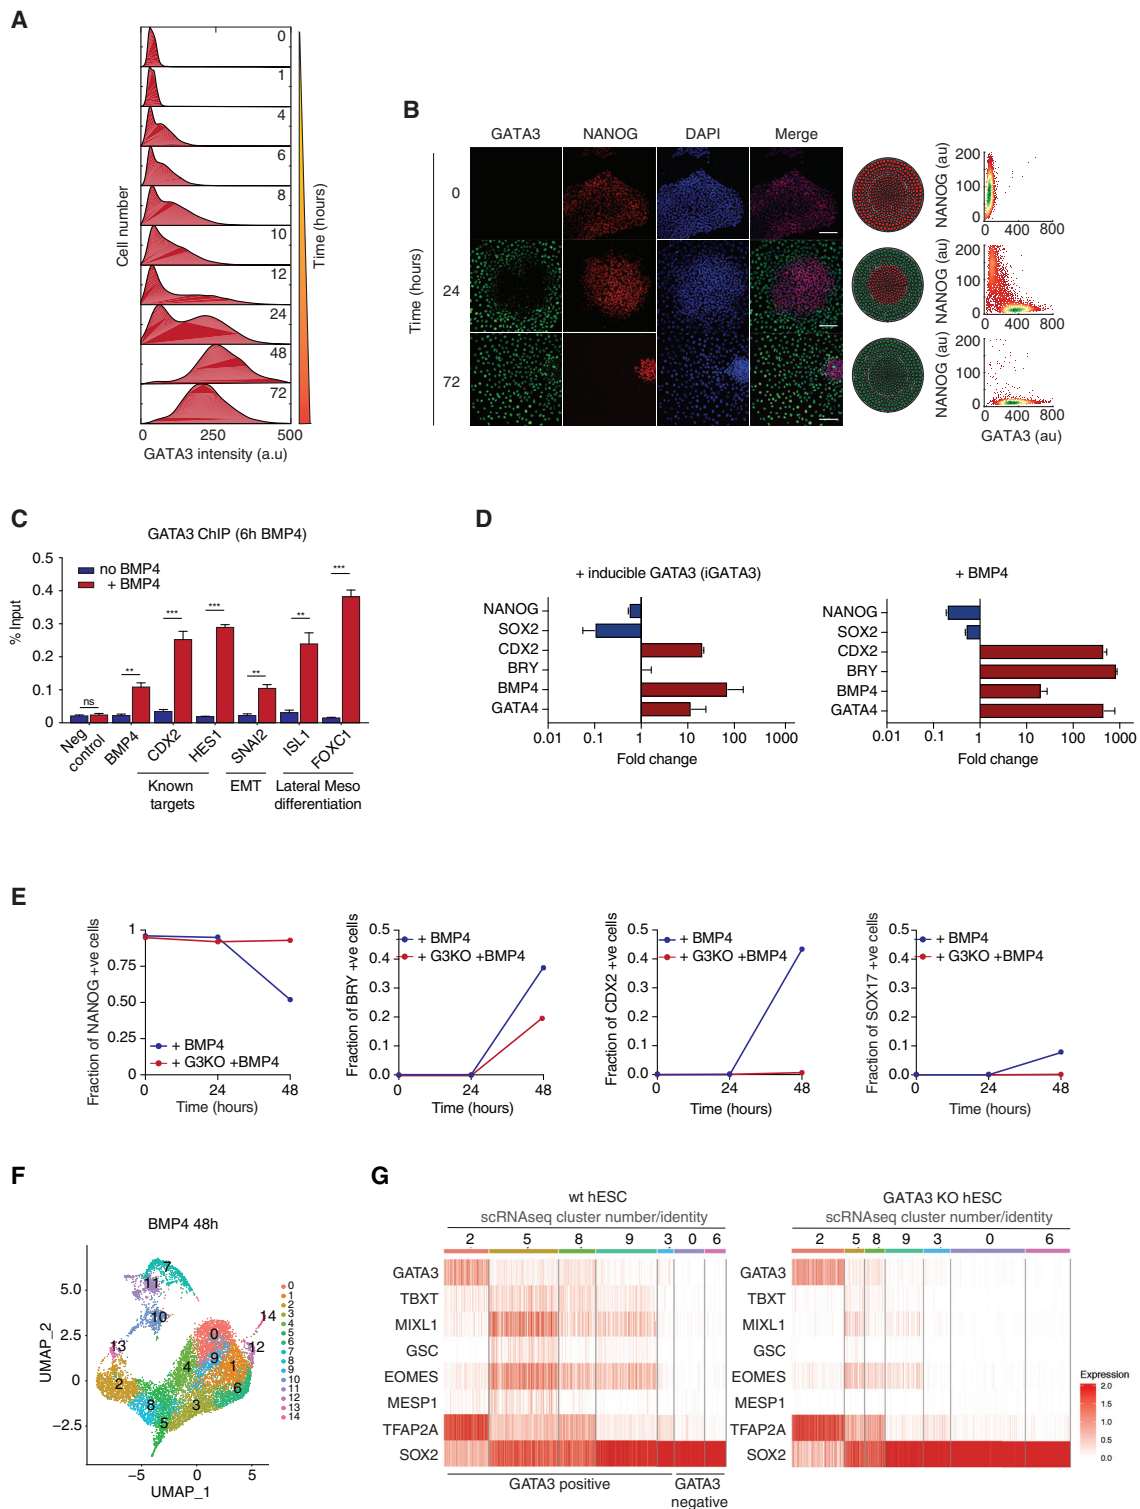 A
0
1
4
6
8
10
12
24
48
72
Cell number
Time (hours)
0 250 500
GATA3 intensity (a.u)
B
GATA3 NANOG DAPI Merge
Time (hours)
0
24
72
NANOG (au)
200
100
0
0 400 800
NANOG (au)
200
100
0
0 400 800
NANOG (au)
200
100
0
0 400 800
GATA3 (au)
C
GATA3 ChIP (6h BMP4)
no BMP4
+ BMP4
% Input
0.5
0.4
0.3
0.2
0.1
0
ns
**
***
***
**
**
***
Neg control
BMP4
CDX2
HES1
SNAI2
ISL1
FOXC1
Known targets
EMT
Lateral Meso differentiation
D
+ inducible GATA3 (iGATA3)
NANOG
SOX2
CDX2
BRY
BMP4
GATA4
0.01 0.1 1 10 100 1000
Fold change
+ BMP4
NANOG
SOX2
CDX2
BRY
BMP4
GATA4
0.01 0.1 1 10 100 1000
Fold change
E
Fraction of NANOG +ve cells
1
0.75
0.50
0.25
0
+ BMP4
+ G3KO +BMP4
0 24 48
Time (hours)
Fraction of BRY +ve cells
0.5
0.4
0.3
0.2
0.1
0.0
+ BMP4
+ G3KO +BMP4
0 24 48
Time (hours)
Fraction of CDX2 +ve cells
0.5
0.4
0.3
0.2
0.1
0.0
+ BMP4
+ G3KO +BMP4
0 24 48
Time (hours)
Fraction of SOX17 +ve cells
0.5
0.4
0.3
0.2
0.1
0.0
+ BMP4
+ G3KO +BMP4
0 24 48
Time (hours)
F
BMP4 48h
UMAP_2
5.0
2.5
0
−2.5
−5 0 5
UMAP_1
7
11
10
14
13
0
12
9
4
1
2
6
8
3
5
0
1
2
3
4
5
6
7
8
9
10
11
12
13
14
G
wt hESC
scRNAseq cluster number/identity
2 5 8 9 3 0 6
GATA3
TBXT
MIXL1
GSC
EOMES
MESP1
TFAP2A
SOX2
GATA3 positive
GATA3 negative
GATA3 KO hESC
scRNAseq cluster number/identity
2 5 8 9 3 0 6
GATA3
TBXT
MIXL1
GSC
EOMES
MESP1
TFAP2A
SOX2
Expression
2.0
1.5
1.0
0.5
0.0